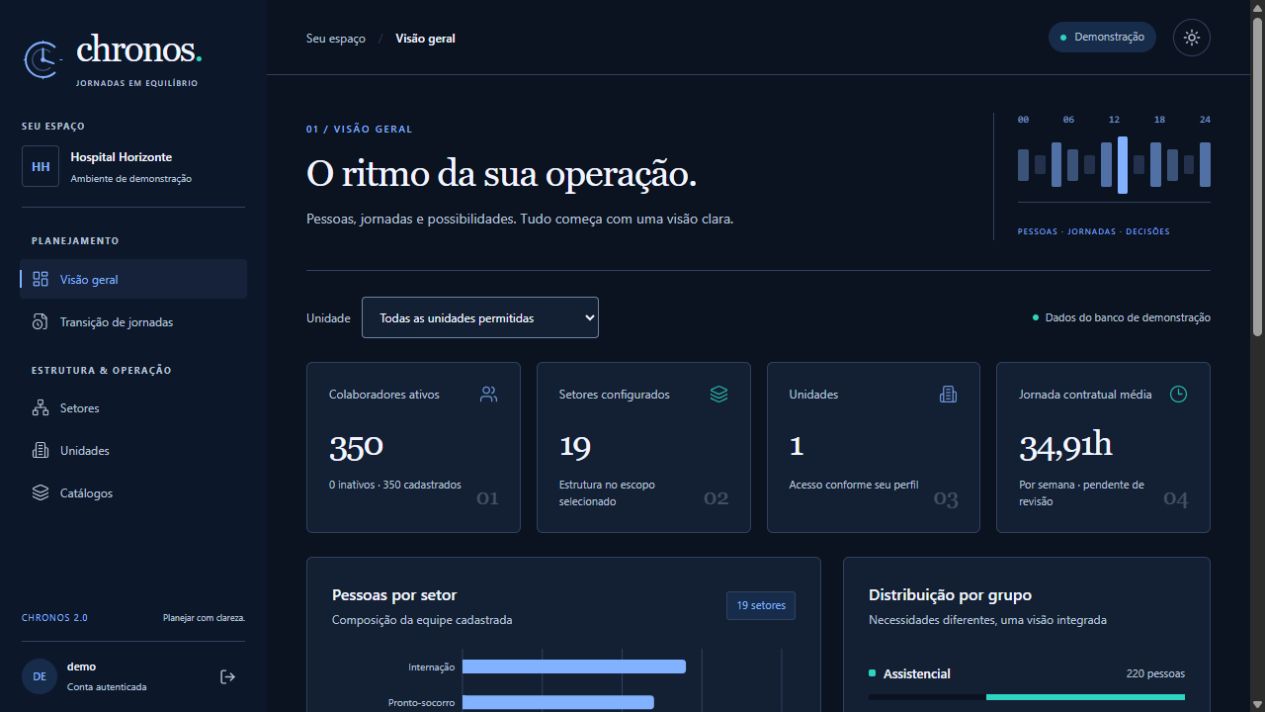 chronos.
JORNADAS EM EQUILÍBRIO
SEU ESPAÇO
HH
Hospital Horizonte
Ambiente de demonstração
PLANEJAMENTO
Visão geral
Transição de jornadas
ESTRUTURA & OPERAÇÃO
Setores
Unidades
Catálogos
CHRONOS 2.0
Planejar com clareza.
DE
demo
Conta autenticada
Seu espaço / Visão geral
Demonstração
01 / VISÃO GERAL
O ritmo da sua operação.
Pessoas, jornadas e possibilidades. Tudo começa com uma visão clara.
00 06 12 18 24
PESSOAS · JORNADAS · DECISÕES
Unidade
Todas as unidades permitidas
Dados do banco de demonstração
Colaboradores ativos
350
0 inativos · 350 cadastrados
01
Setores configurados
19
Estrutura no escopo
selecionado
02
Unidades
1
Acesso conforme seu perfil
03
Jornada contratual média
34,91h
Por semana · pendente de
revisão
04
Pessoas por setor
Composição da equipe cadastrada
19 setores
Internação
Pronto-socorro
Distribuição por grupo
Necessidades diferentes, uma visão integrada
Assistencial
220 pessoas